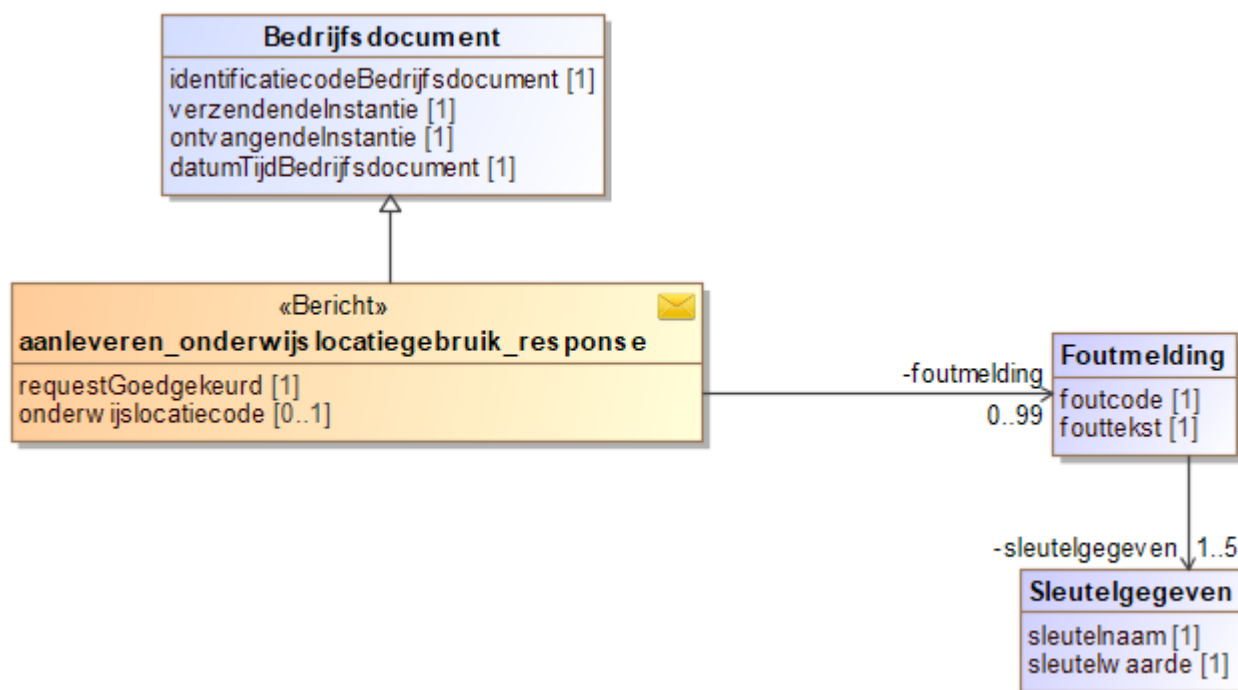 Bedrijfsdocument
identificatiecodeBedrijfsdocument [1]
verzendendeInstantie [1]
ontvangendeInstantie [1]
datumTijdBedrijfsdocument [1]
«Bericht»
aanleveren_onderwijslocatiegebruik_response
requestGoedgekeurd [1]
onderwijslocatiecode [0..1]
-foutmelding
0..99
Foutmelding
foutcode [1]
fouttekst [1]
-sleutelgegeven 1..5
Sleutelgegeven
sleutelnaam [1]
sleutelwaarde [1]